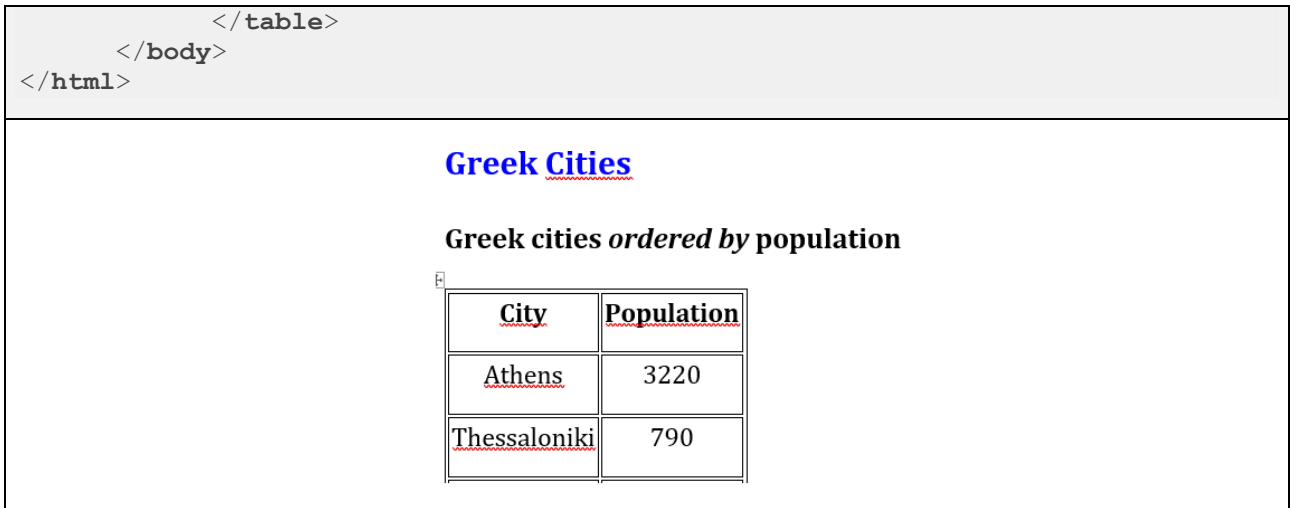 </table>
</body>
</html>
Greek Cities
Greek cities ordered by population
City Population
Athens 3220
Thessaloniki 790